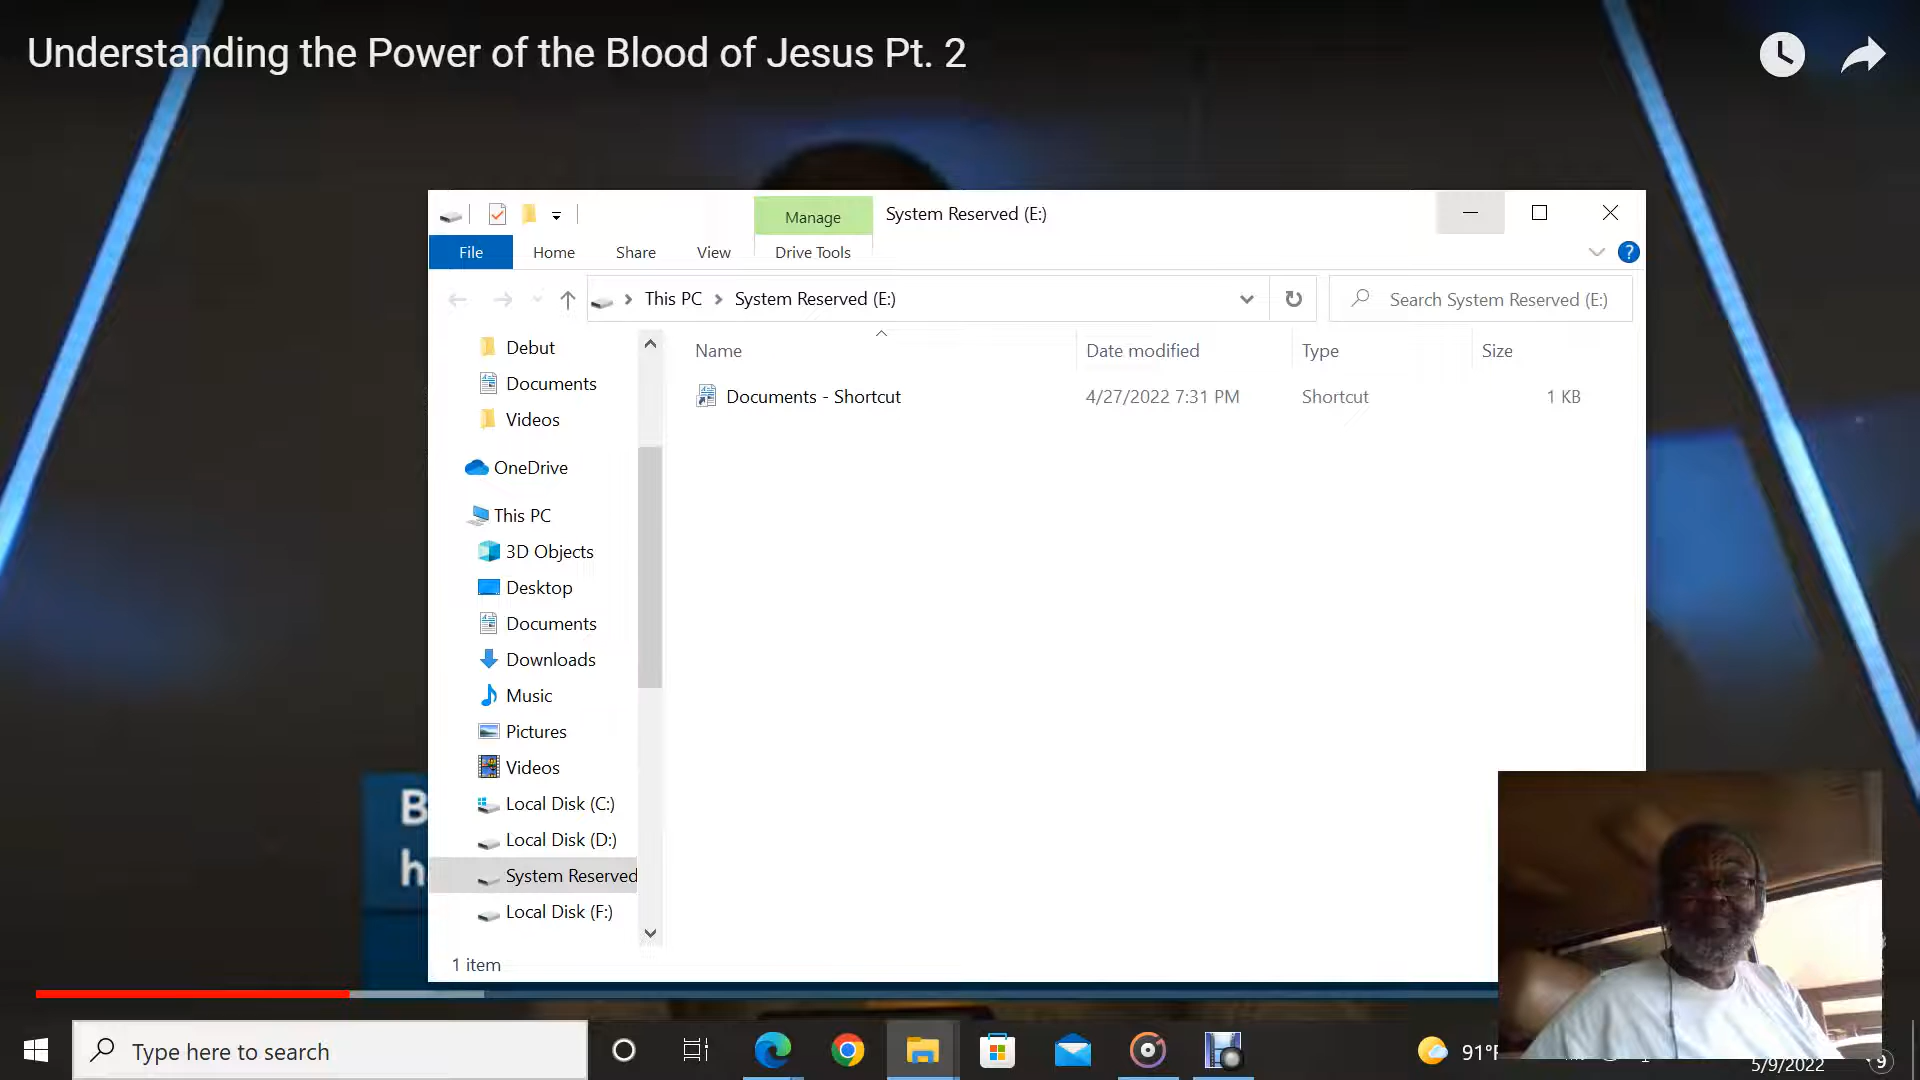 Understanding the Power of the Blood of Jesus Pt. 2
Manage
System Reserved (E:)
File
Home
Share
View
Drive Tools
?
This PC
System Reserved (E:)
Search System Reserved (E:)
Name
Date modified
Type
Size
Documents - Shortcut
4/27/2022 7:31 PM
Shortcut
1 KB
Debut
Documents
Videos
OneDrive
This PC
3D Objects
Desktop
Documents
Downloads
Music
Pictures
Videos
Local Disk (C:)
Local Disk (D:)
System Reserved
Local Disk (F:)
1 item
B
h
Type here to search
91°F
5/9/2022
9